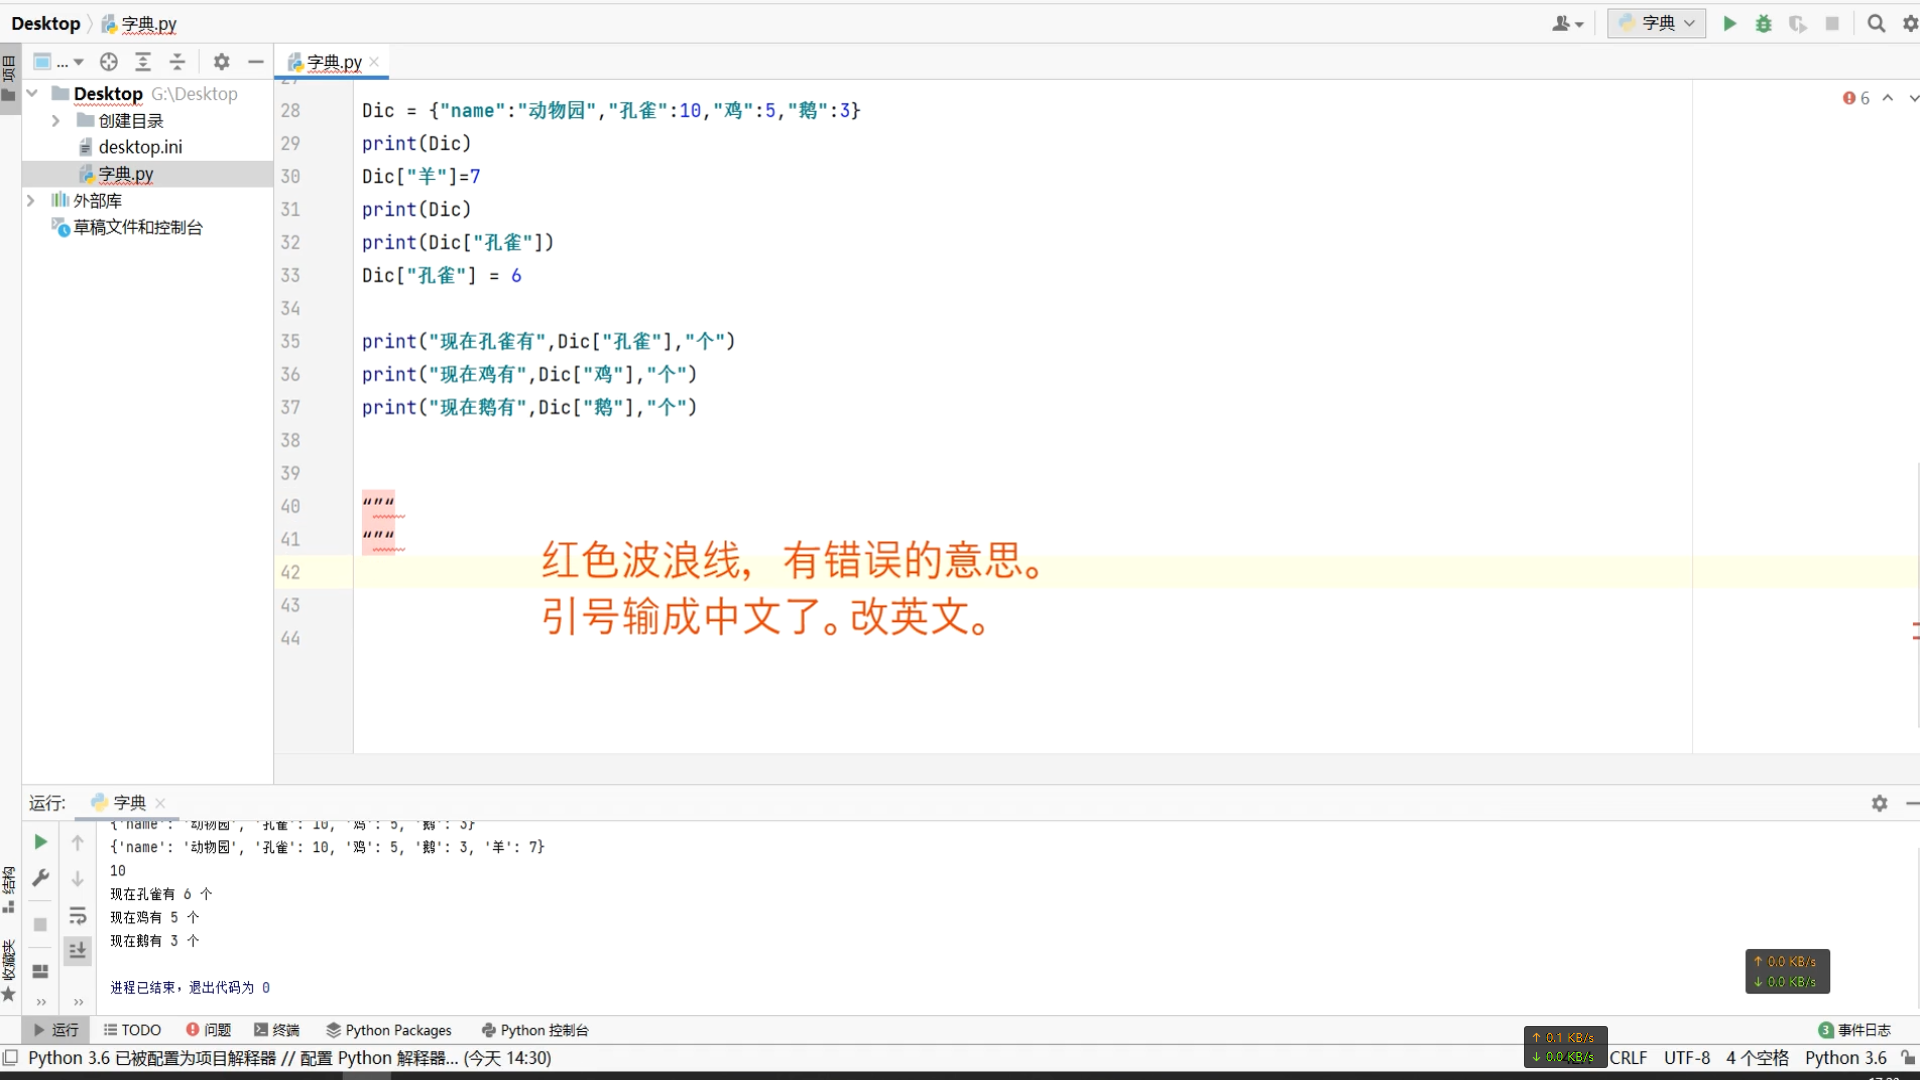 Desktop 字典.py
字典
项目
...
字典.py
Desktop G:\Desktop
创建目录
desktop.ini
字典.py
外部库
草稿文件和控制台
6
28 Dic = {"name":"动物园","孔雀":10,"鸡":5,"鹅":3}
29 print(Dic)
30 Dic["羊"]=7
31 print(Dic)
32 print(Dic["孔雀"])
33 Dic["孔雀"] = 6
34
35 print("现在孔雀有",Dic["孔雀"],"个")
36 print("现在鸡有",Dic["鸡"],"个")
37 print("现在鹅有",Dic["鹅"],"个")
38
39
40 “”“
41 “”“
42
43
44
红色波浪线，有错误的意思。
引号输成中文了。改英文。
运行: 字典
{'name': '动物园', '孔雀': 10, '鸡': 5, '鹅': 3}
{'name': '动物园', '孔雀': 10, '鸡': 5, '鹅': 3, '羊': 7}
10
现在孔雀有 6 个
现在鸡有 5 个
现在鹅有 3 个
进程已结束，退出代码为 0
结构
收藏夹
↑ 0.0 KB/s
↓ 0.0 KB/s
运行 TODO 问题 终端 Python Packages Python 控制台
3 事件日志
↑ 0.1 KB/s
↓ 0.0 KB/s
Python 3.6 已被配置为项目解释器 // 配置 Python 解释器... (今天 14:30)
CRLF UTF-8 4 个空格 Python 3.6